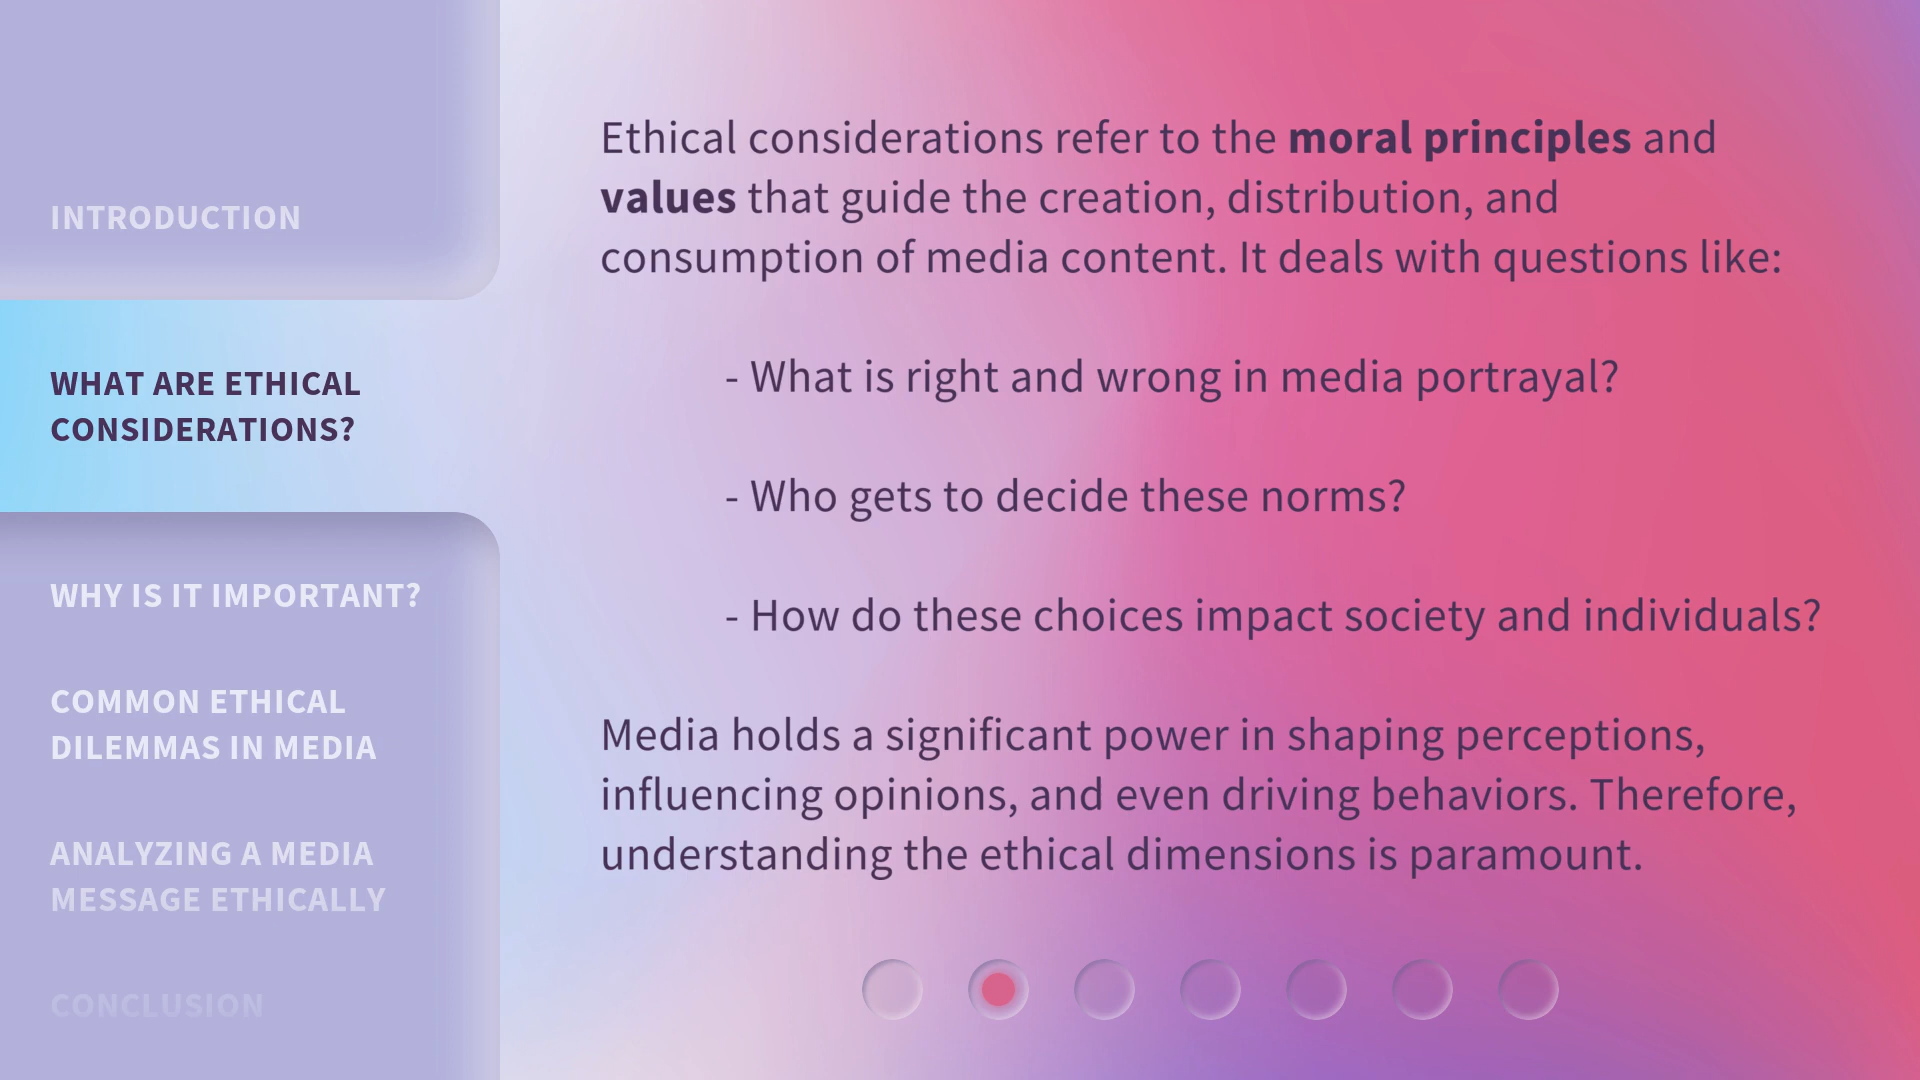 INTRODUCTION
WHAT ARE ETHICAL
CONSIDERATIONS?
WHY IS IT IMPORTANT?
COMMON ETHICAL
DILEMMAS IN MEDIA
ANALYZING A MEDIA
MESSAGE ETHICALLY
CONCLUSION
Ethical considerations refer to the moral principles and
values that guide the creation, distribution, and
consumption of media content. It deals with questions like:
- What is right and wrong in media portrayal?
- Who gets to decide these norms?
- How do these choices impact society and individuals?
Media holds a significant power in shaping perceptions,
influencing opinions, and even driving behaviors. Therefore,
understanding the ethical dimensions is paramount.